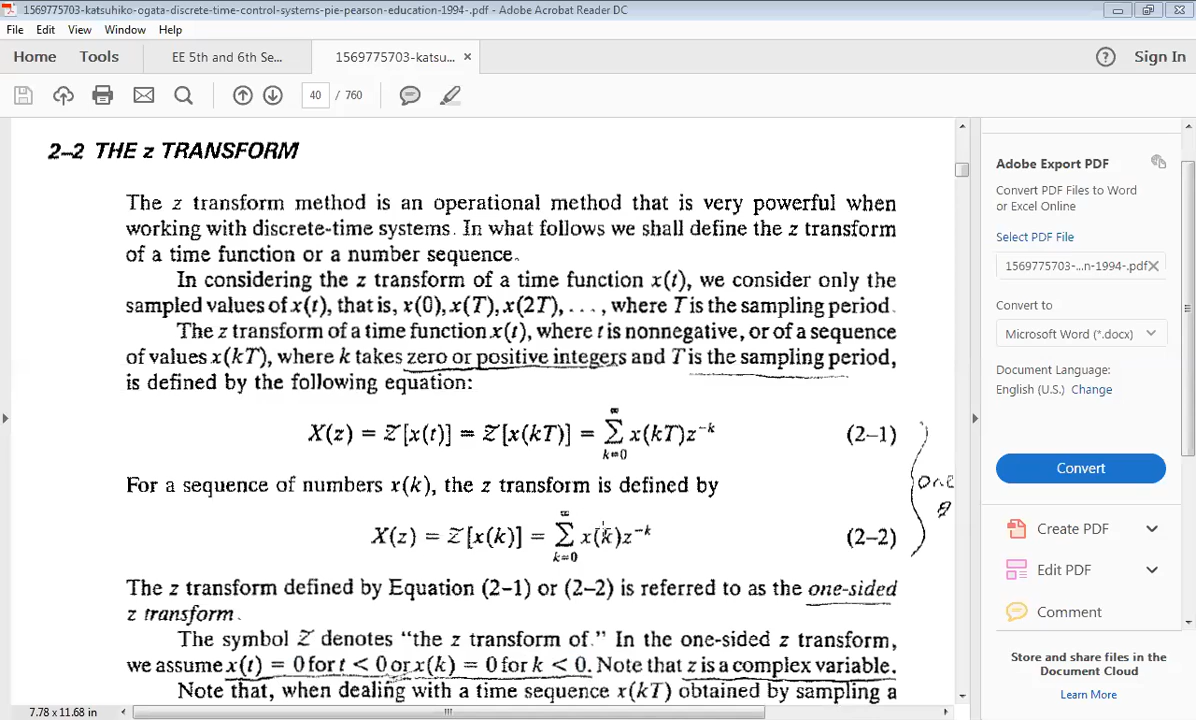 1569775703-katsuhiko-ogata-discrete-time-control-systems-pie-pearson-education-1994-.pdf - Adobe Acrobat Reader DC
File Edit View Window Help
Home Tools EE 5th and 6th Se... 1569775703-katsu... × Sign In
40 / 760
2–2 THE z TRANSFORM
The z transform method is an operational method that is very powerful when
working with discrete-time systems. In what follows we shall define the z transform
of a time function or a number sequence.
In considering the z transform of a time function x(t), we consider only the
sampled values of x(t), that is, x(0), x(T), x(2T), . . . , where T is the sampling period.
The z transform of a time function x(t), where t is nonnegative, or of a sequence
of values x(kT), where k takes zero or positive integers and T is the sampling period,
is defined by the following equation:
X(z) = Z[x(t)] = Z[x(kT)] = ∑_{k=0}^{∞} x(kT)z^{−k} (2–1)
For a sequence of numbers x(k), the z transform is defined by
one
X(z) = Z[x(k)] = ∑_{k=0}^{∞} x(k)z^{−k} (2–2)
The z transform defined by Equation (2–1) or (2–2) is referred to as the one-sided
z transform.
The symbol Z denotes “the z transform of.” In the one-sided z transform,
we assume x(t) = 0 for t < 0 or x(k) = 0 for k < 0. Note that z is a complex variable.
Note that, when dealing with a time sequence x(kT) obtained by sampling a
7.78 x 11.68 in
Adobe Export PDF
Convert PDF Files to Word
or Excel Online
Select PDF File
1569775703-...n-1994-.pdf ×
Convert to
Microsoft Word (*.docx)
Document Language:
English (U.S.) Change
Convert
Create PDF
Edit PDF
Comment
Store and share files in the
Document Cloud
Learn More